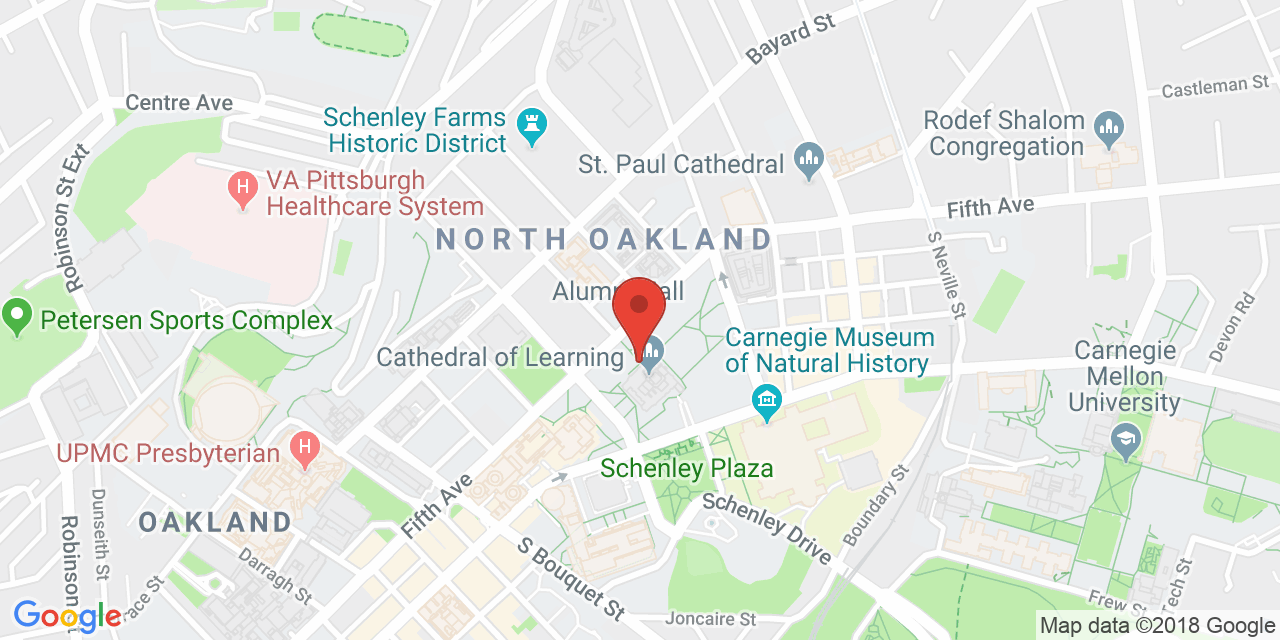 Bayard St
Castleman St
Centre Ave
Schenley Farms
Historic District
Rodef Shalom
Congregation
St. Paul Cathedral
Robinson St Ext
H
VA Pittsburgh
Healthcare System
Fifth Ave
NORTH OAKLAND
S Neville St
Devon Rd
Petersen Sports Complex
Cathedral of Learning
Carnegie Museum
of Natural History
Carnegie
Mellon
University
UPMC Presbyterian
H
Schenley Plaza
Fifth Ave
Dunseith St
OAKLAND
Robinson
Schenley Drive
Boundary St
S Bouquet St
Darragh St
race St
Joncaire St
Frew St
Tech St
Google
Map data ©2018 Google